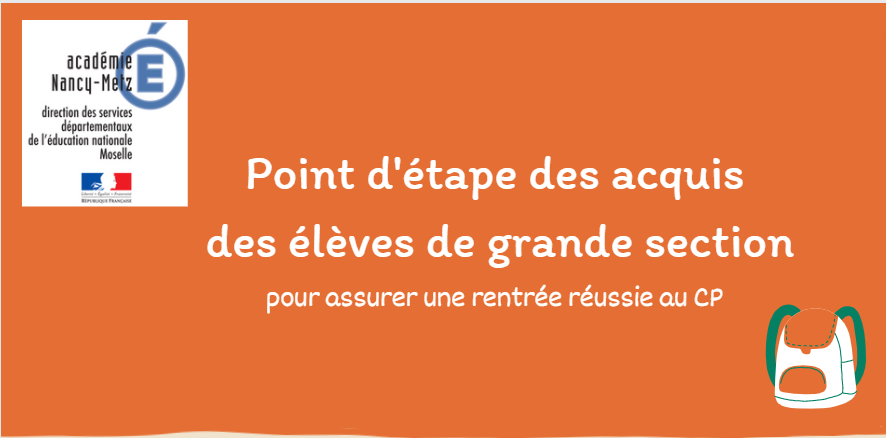 académie
Nancy-Metz
É
direction des services
départementaux
de l'éducation nationale
Moselle
Liberté • Égalité • Fraternité
RÉPUBLIQUE FRANÇAISE
Point d'étape des acquis
des élèves de grande section
pour assurer une rentrée réussie au CP